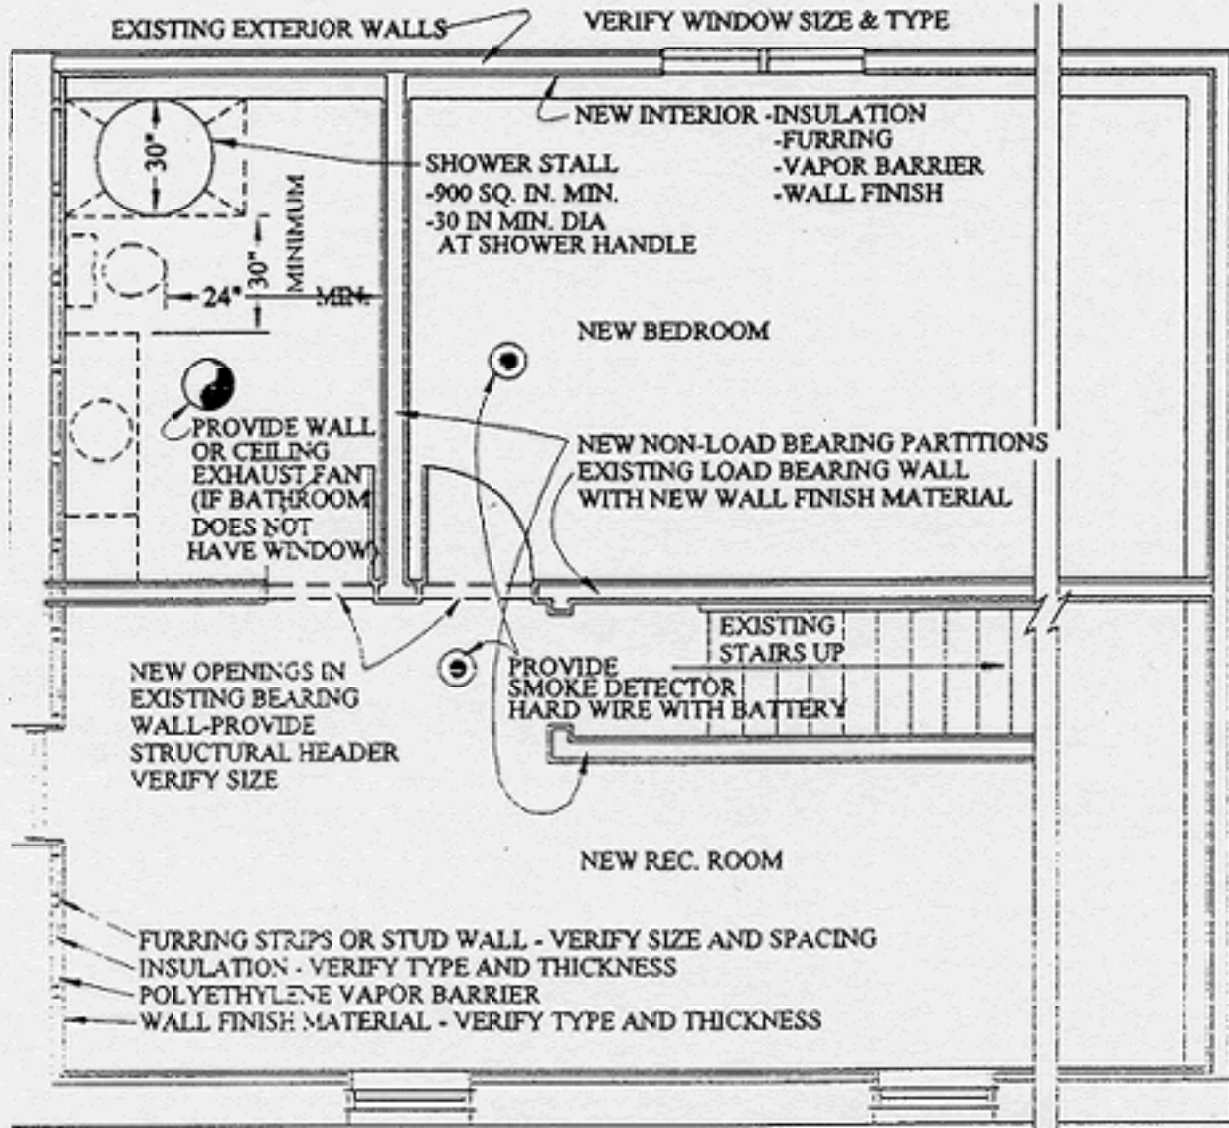 EXISTING EXTERIOR WALLS
VERIFY WINDOW SIZE & TYPE
NEW INTERIOR -INSULATION
-FURRING
-VAPOR BARRIER
-WALL FINISH
30"
SHOWER STALL
-900 SQ. IN. MIN.
-30 IN MIN. DIA
AT SHOWER HANDLE
30"
MINIMUM
24" MIN.
NEW BEDROOM
PROVIDE WALL
OR CEILING
EXHAUST FAN
(IF BATHROOM
DOES NOT
HAVE WINDOW)
NEW NON-LOAD BEARING PARTITIONS
EXISTING LOAD BEARING WALL
WITH NEW WALL FINISH MATERIAL
EXISTING
STAIRS UP
NEW OPENINGS IN
EXISTING BEARING
WALL-PROVIDE
STRUCTURAL HEADER
VERIFY SIZE
PROVIDE
SMOKE DETECTOR
HARD WIRE WITH BATTERY
NEW REC. ROOM
FURRING STRIPS OR STUD WALL - VERIFY SIZE AND SPACING
INSULATION - VERIFY TYPE AND THICKNESS
POLYETHYLENE VAPOR BARRIER
WALL FINISH MATERIAL - VERIFY TYPE AND THICKNESS